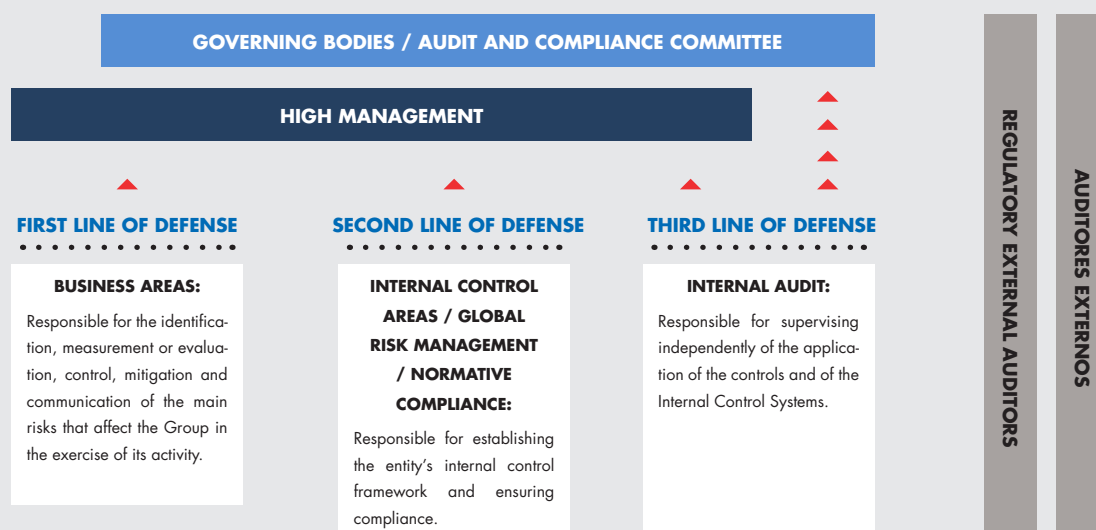 GOVERNING BODIES / AUDIT AND COMPLIANCE COMMITTEE
HIGH MANAGEMENT
FIRST LINE OF DEFENSE
BUSINESS AREAS:
Responsible for the identifica-
tion, measurement or evalua-
tion, control, mitigation and
communication of the main
risks that affect the Group in
the exercise of its activity.
SECOND LINE OF DEFENSE
INTERNAL CONTROL
AREAS / GLOBAL
RISK MANAGEMENT
/ NORMATIVE
COMPLIANCE:
Responsible for establishing
the entity’s internal control
framework and ensuring
compliance.
THIRD LINE OF DEFENSE
INTERNAL AUDIT:
Responsible for supervising
independently of the applica-
tion of the controls and of the
Internal Control Systems.
REGULATORY EXTERNAL AUDITORS
AUDITORES EXTERNOS